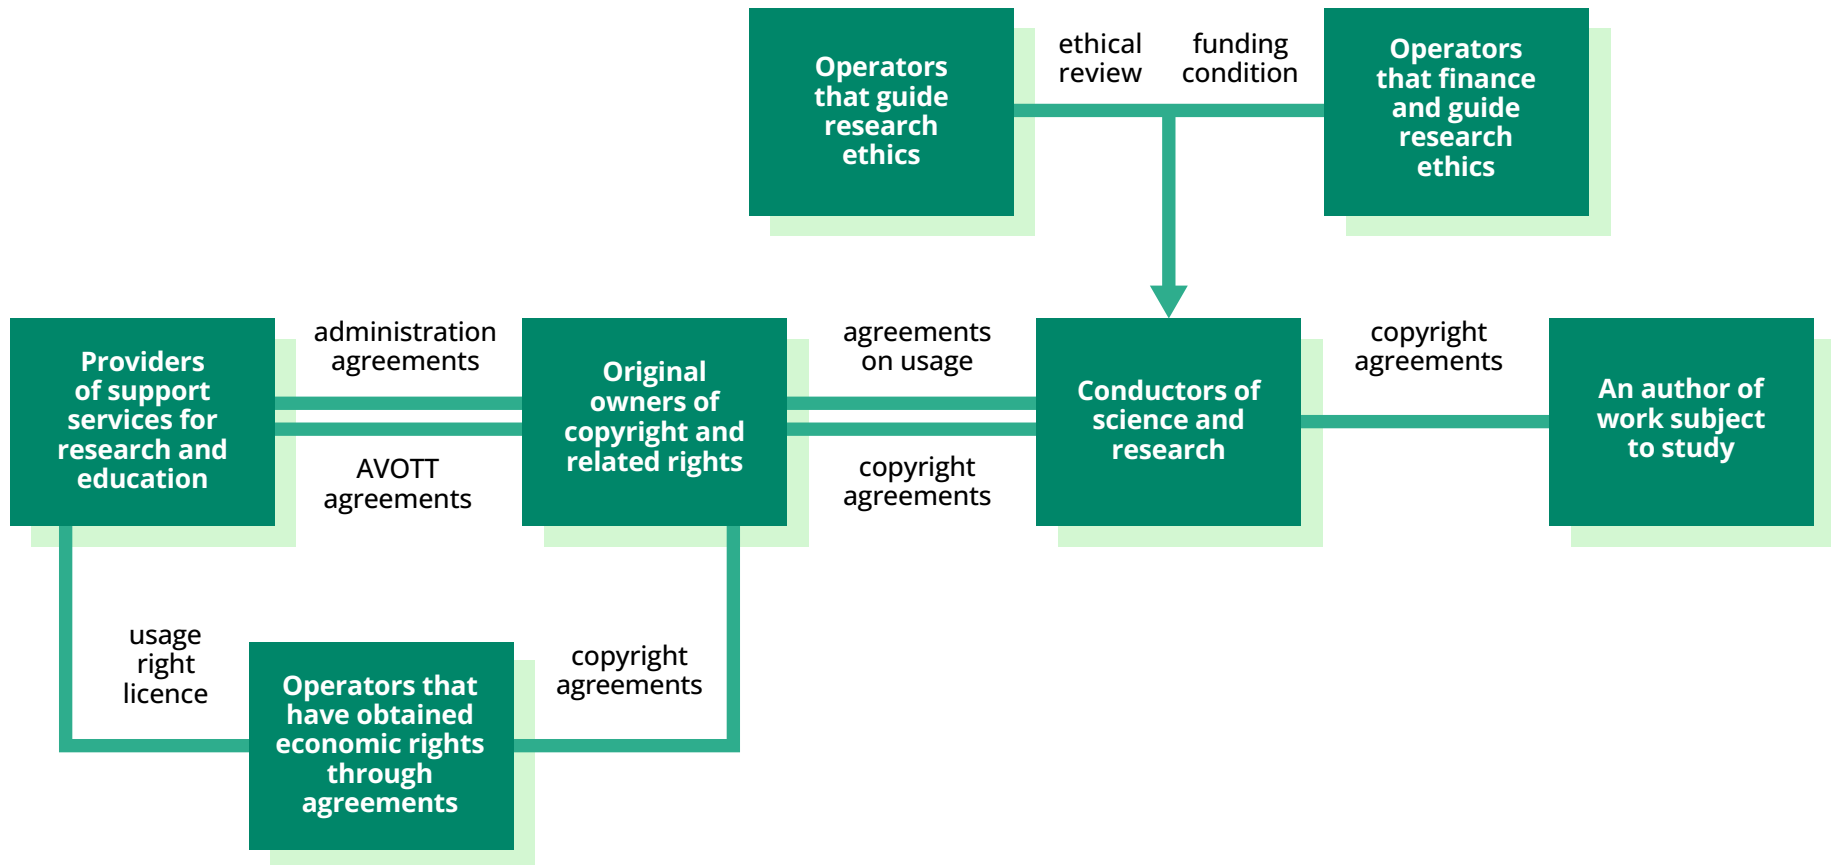 Operators
that guide
research
ethics
ethical
review
funding
condition
Operators
that finance
and guide
research
ethics
Providers
of support
services for
research and
education
administration
agreements
AVOTT
agreements
Original
owners of
copyright and
related rights
agreements
on usage
copyright
agreements
Conductors of
science and
research
copyright
agreements
An author of
work subject
to study
usage
right
licence
Operators that
have obtained
economic rights
through
agreements
copyright
agreements